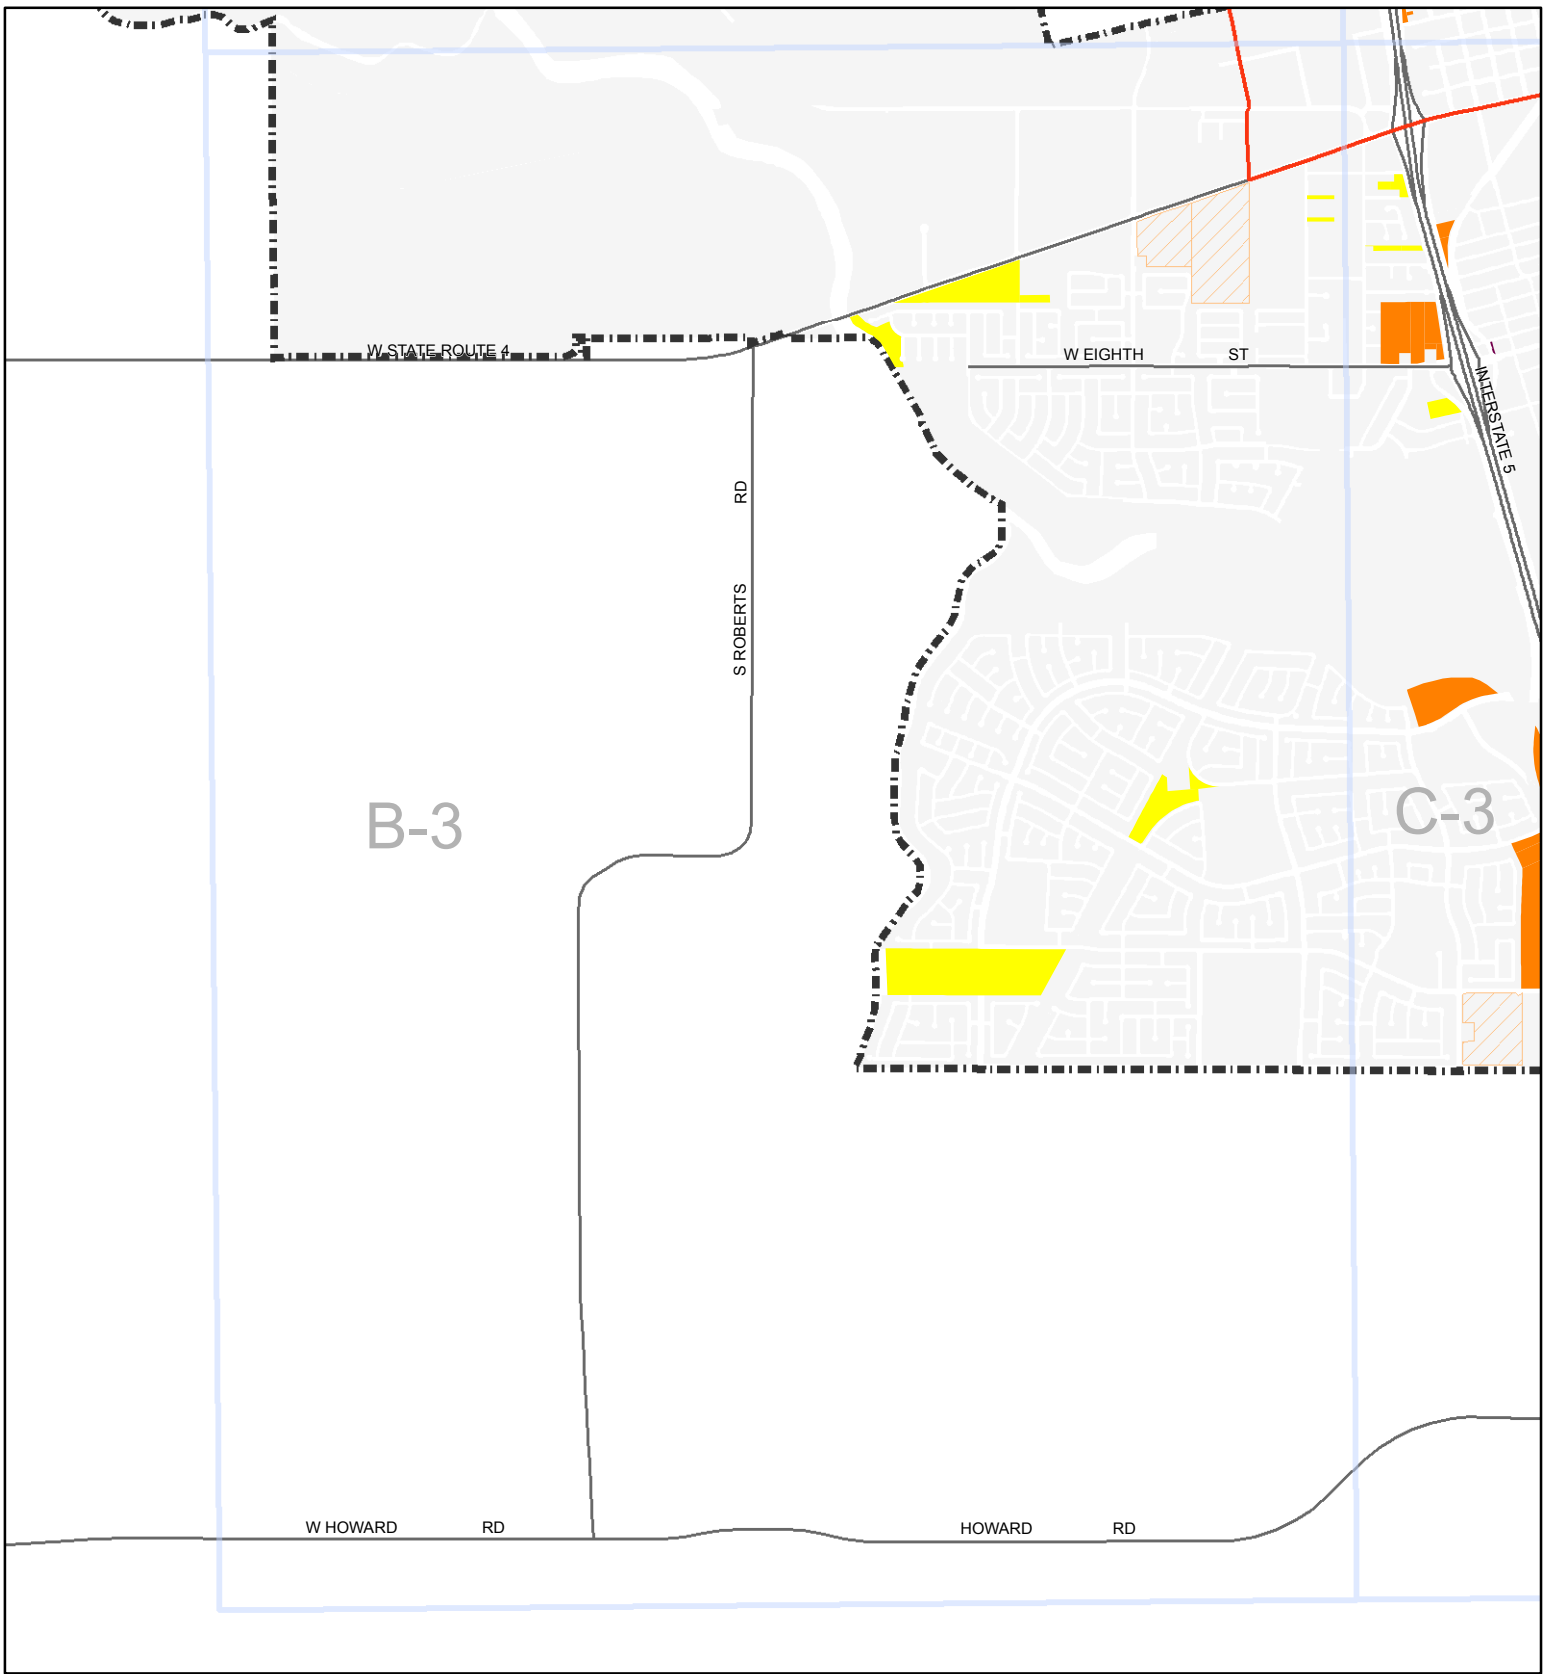 W STATE ROUTE 4
W EIGHTH ST
INTERSTATE 5
S ROBERTS RD
B-3
C-3
W HOWARD RD
HOWARD RD